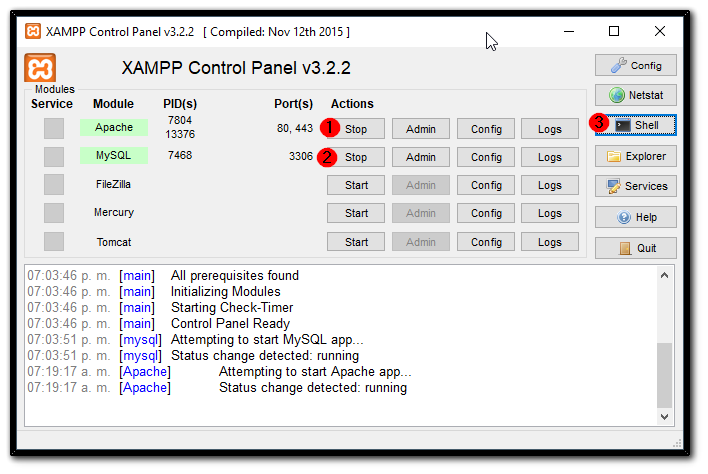 XAMPP Control Panel v3.2.2 [ Compiled: Nov 12th 2015 ]
XAMPP Control Panel v3.2.2
Config
Modules
Service Module PID(s) Port(s) Actions
Netstat
Apache 7804 13376 80, 443 1 Stop Admin Config Logs
3 Shell
MySQL 7468 3306 2 Stop Admin Config Logs
Explorer
FileZilla Start Admin Config Logs
Services
Mercury Start Admin Config Logs
Help
Tomcat Start Admin Config Logs
Quit
07:03:46 p. m. [main] All prerequisites found
07:03:46 p. m. [main] Initializing Modules
07:03:46 p. m. [main] Starting Check-Timer
07:03:46 p. m. [main] Control Panel Ready
07:03:51 p. m. [mysql] Attempting to start MySQL app...
07:03:51 p. m. [mysql] Status change detected: running
07:19:17 a. m. [Apache] Attempting to start Apache app...
07:19:17 a. m. [Apache] Status change detected: running